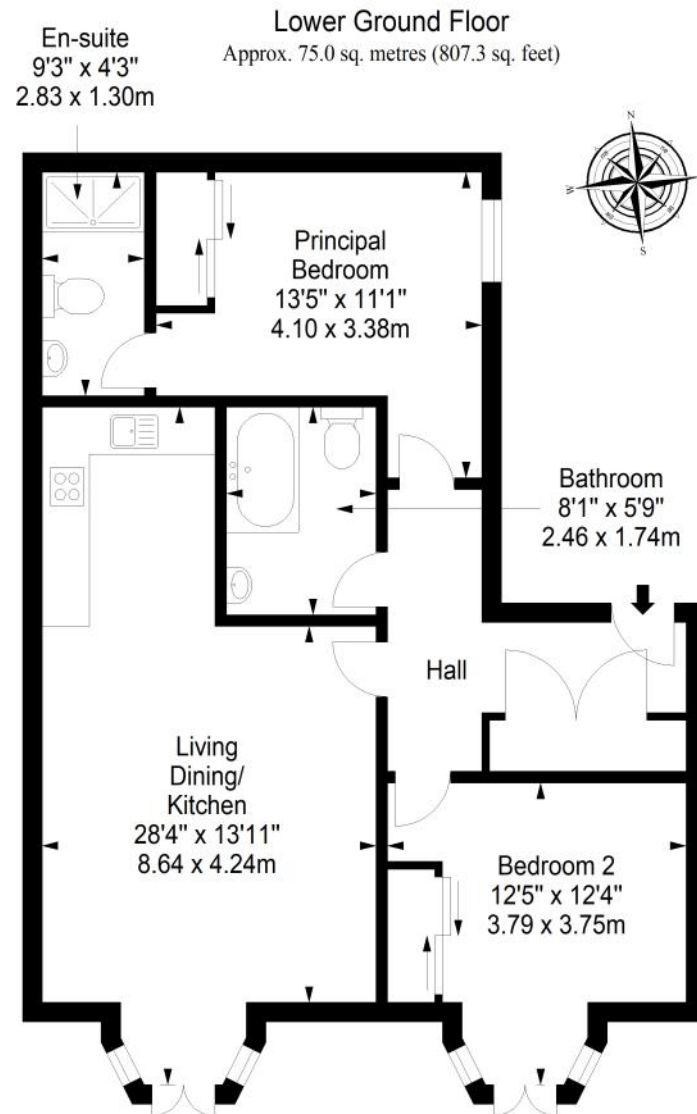 Lower Ground Floor
Approx. 75.0 sq. metres (807.3 sq. feet)
En-suite
9'3" x 4'3"
2.83 x 1.30m
N
W
S
Principal
Bedroom
13'5" x 11'1"
4.10 x 3.38m
Bathroom
8'1" x 5'9"
2.46 x 1.74m
Hall
Living
Dining/
Kitchen
28'4" x 13'11"
8.64 x 4.24m
Bedroom 2
12'5" x 12'4"
3.79 x 3.75m